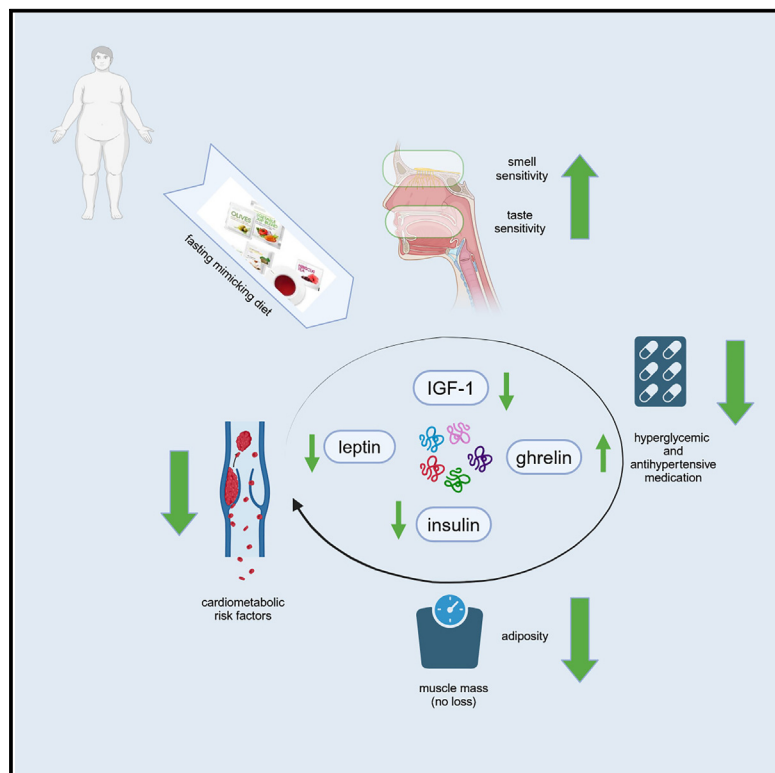 OLIVES
fasting mimicking diet
smell
sensitivity
taste
sensitivity
IGF-1
leptin
ghrelin
insulin
hyperglycemic
and
antihypertensive
medication
cardiometabolic
risk factors
adiposity
muscle mass
(no loss)